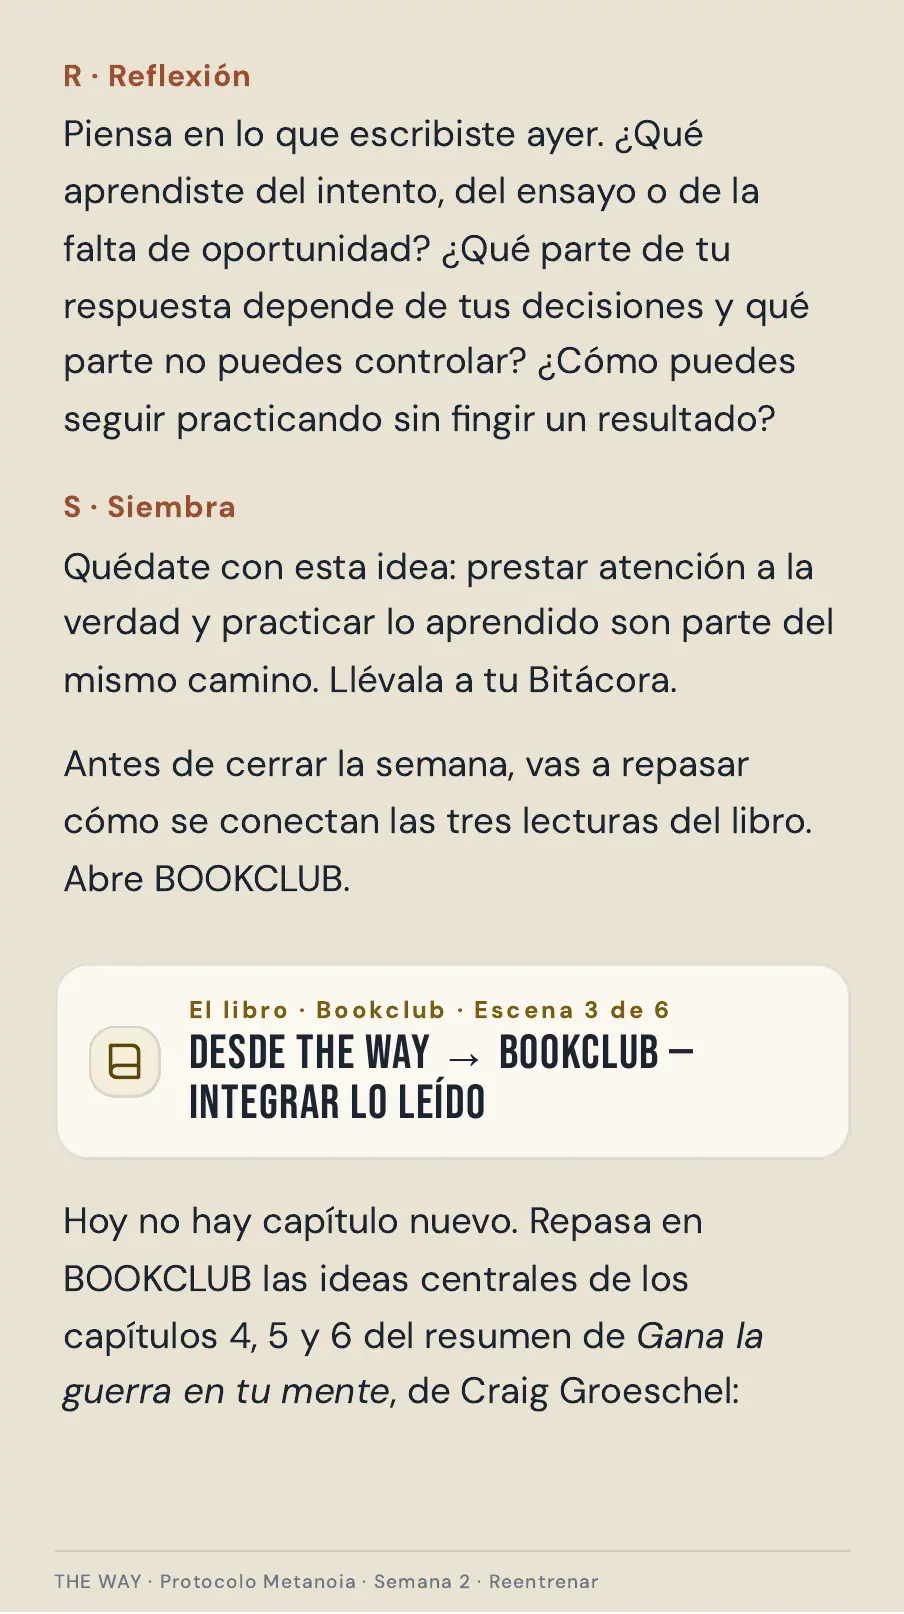 R · Reflexión
Piensa en lo que escribiste ayer. ¿Qué
aprendiste del intento, del ensayo o de la
falta de oportunidad? ¿Qué parte de tu
respuesta depende de tus decisiones y qué
parte no puedes controlar? ¿Cómo puedes
seguir practicando sin fingir un resultado?
S · Siembra
Quédate con esta idea: prestar atención a la
verdad y practicar lo aprendido son parte del
mismo camino. Llévala a tu Bitácora.
Antes de cerrar la semana, vas a repasar
cómo se conectan las tres lecturas del libro.
Abre BOOKCLUB.
El libro · Bookclub · Escena 3 de 6
DESDE THE WAY → BOOKCLUB –
INTEGRAR LO LEÍDO
Hoy no hay capítulo nuevo. Repasa en
BOOKCLUB las ideas centrales de los
capítulos 4, 5 y 6 del resumen de Gana la
guerra en tu mente, de Craig Groeschel:
THE WAY · Protocolo Metanoia · Semana 2 · Reentrenar